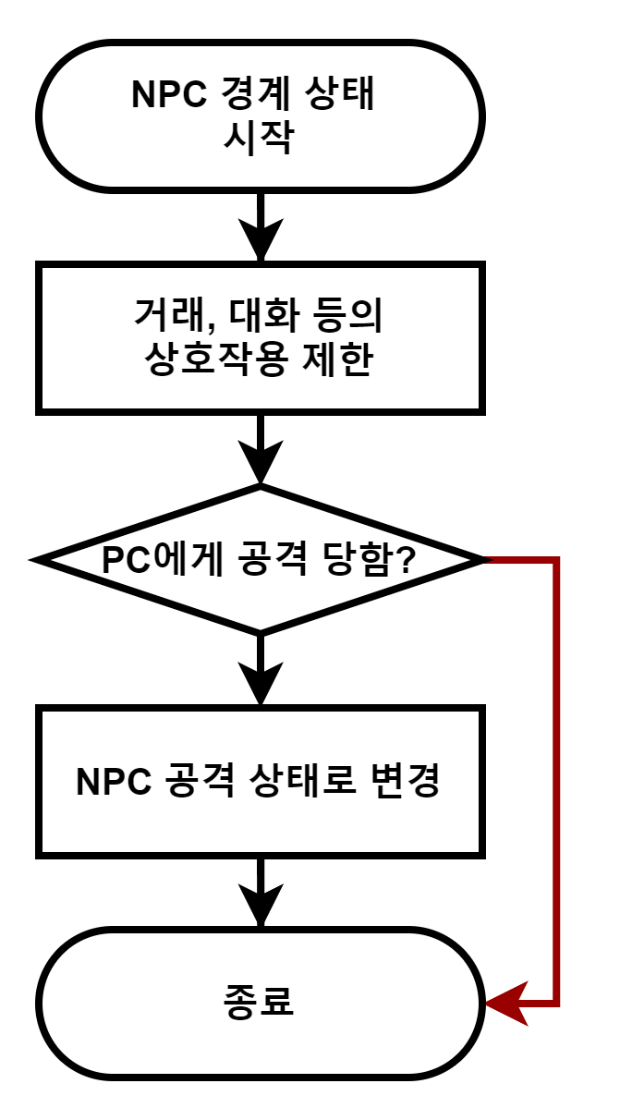 NPC 경계 상태
시작
거래, 대화 등의
상호작용 제한
PC에게 공격 당함?
NPC 공격 상태로 변경
종료